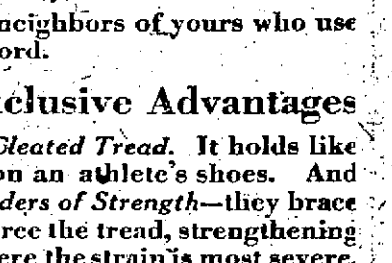 neighbors of yours who use
ord.
clusive Advantages
Cleated Tread. It holds like
on an athlete's shoes. And
ders of Strength—they brace
rce the tread, strengthening
ere the strain is most severe.